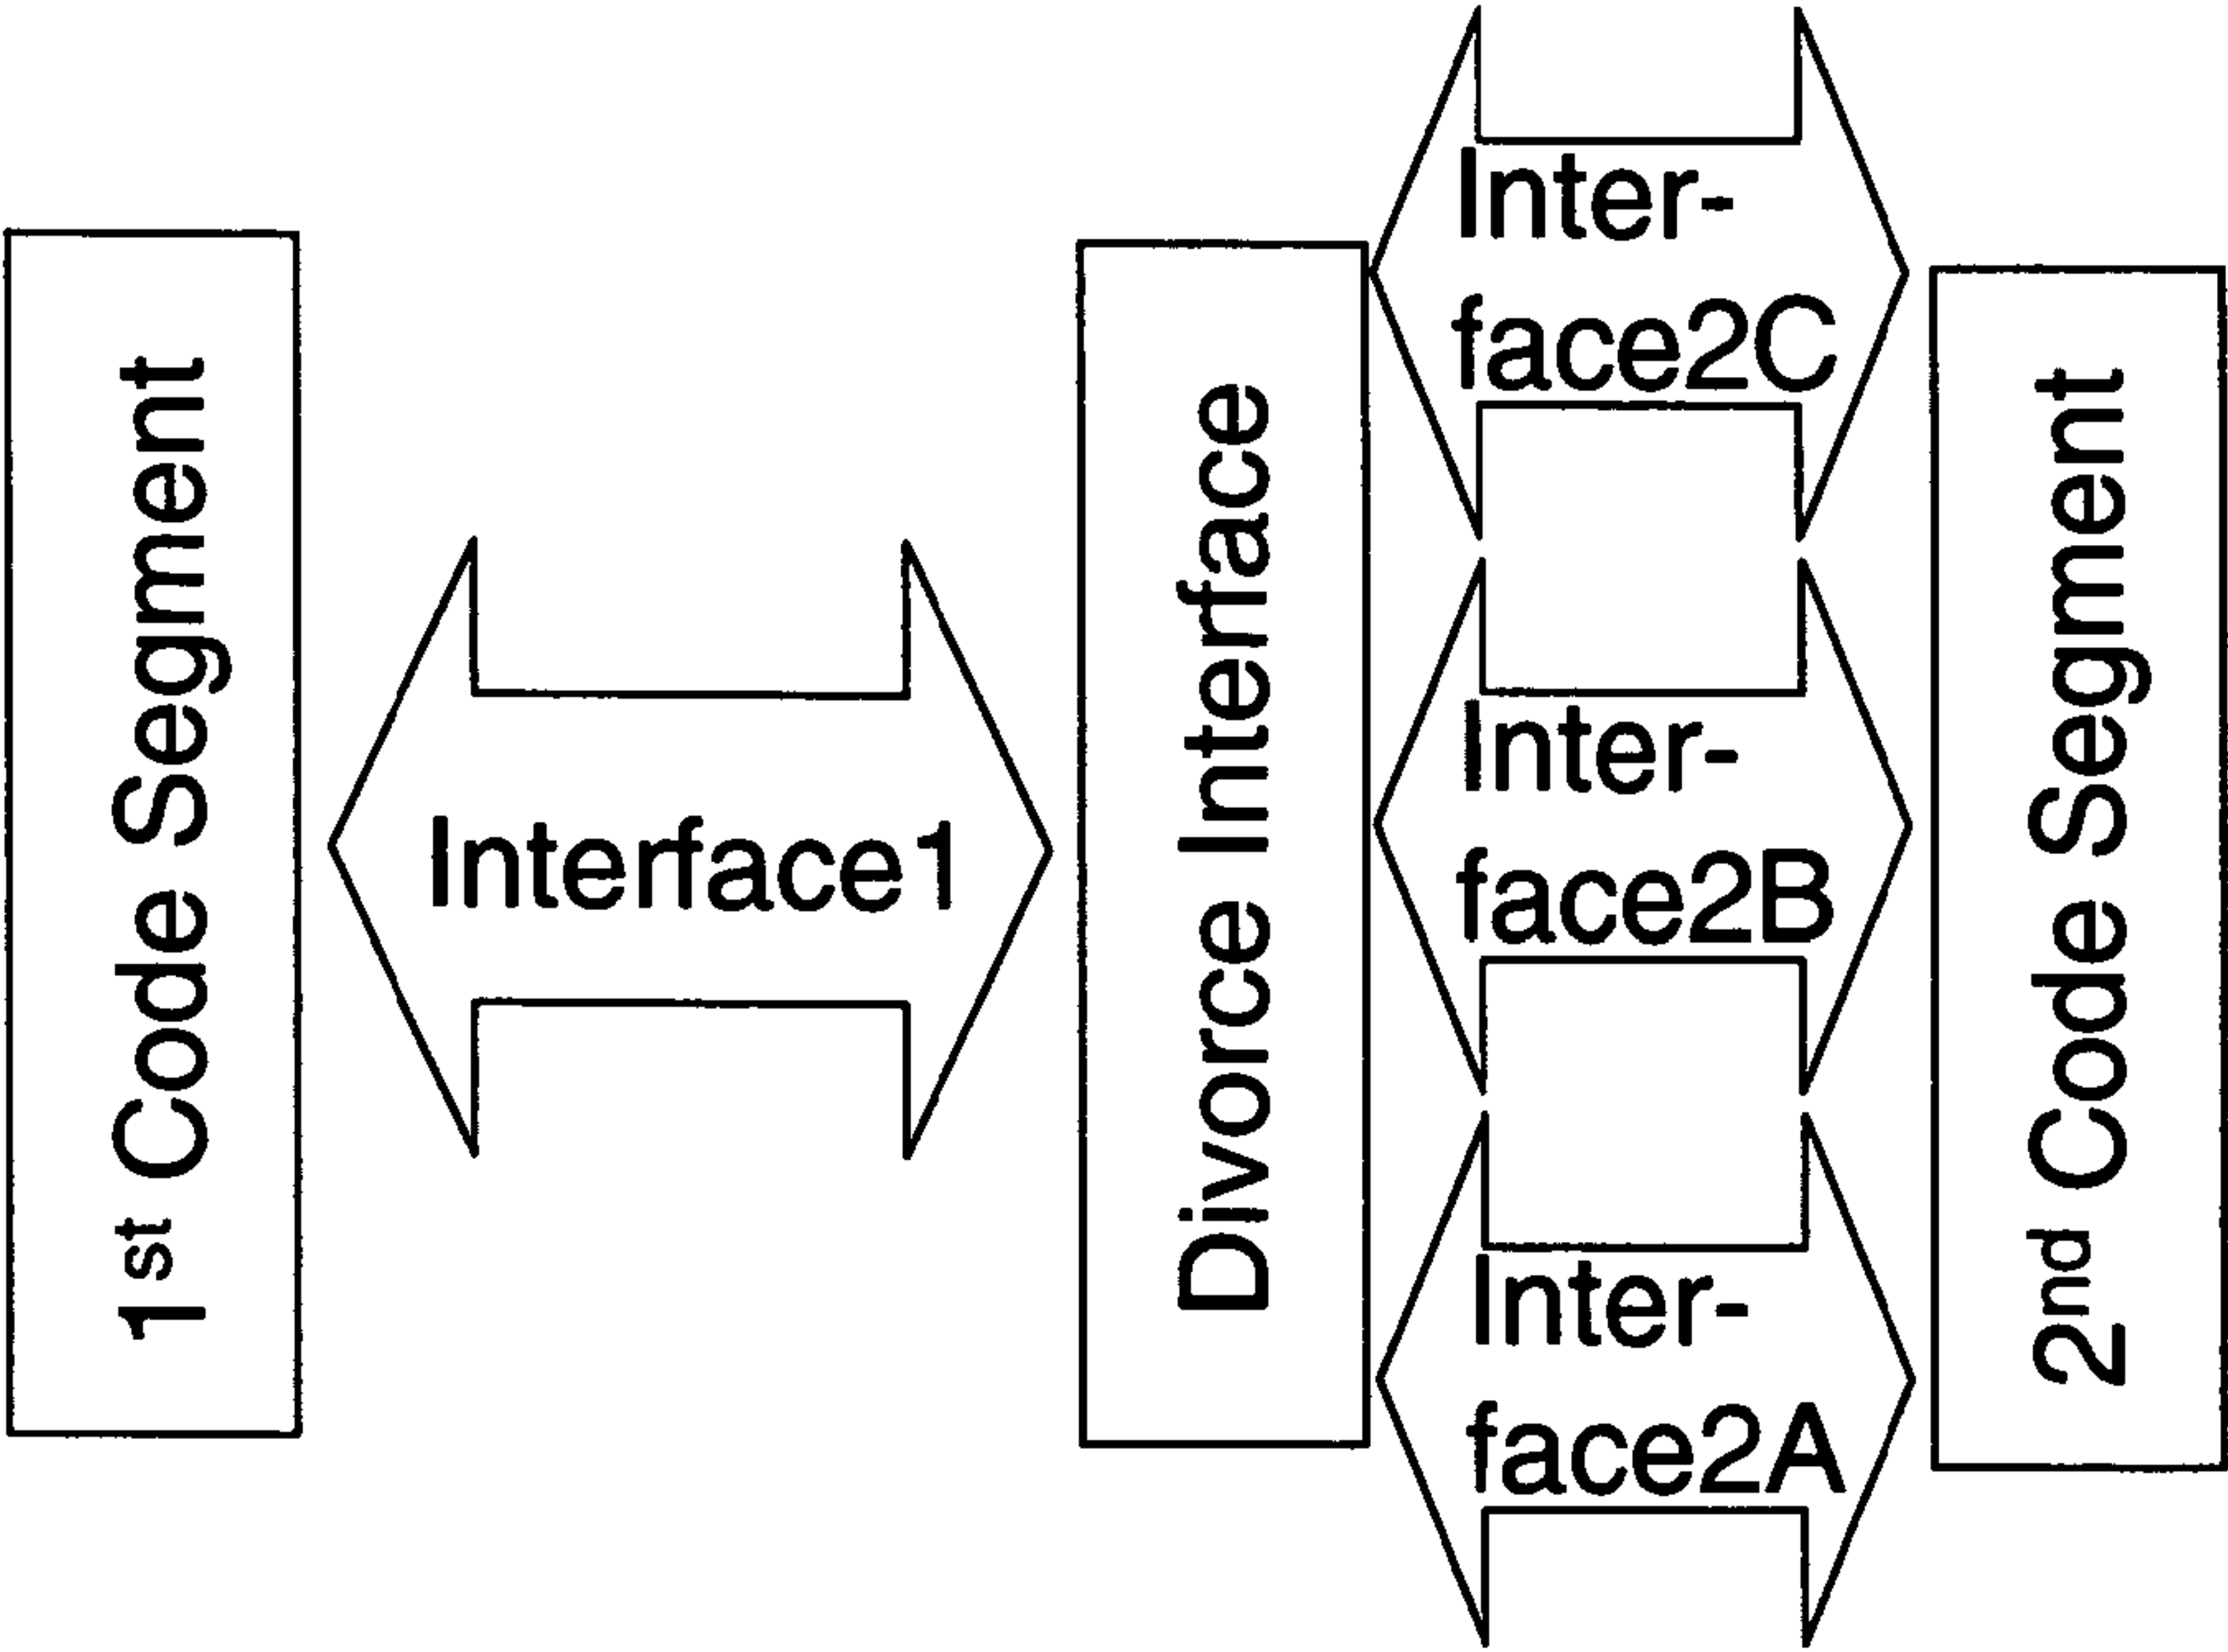 1st Code Segment
Interface1
Divorce Interface
Inter-
face2C
Inter-
face2B
Inter-
face2A
2nd Code Segment